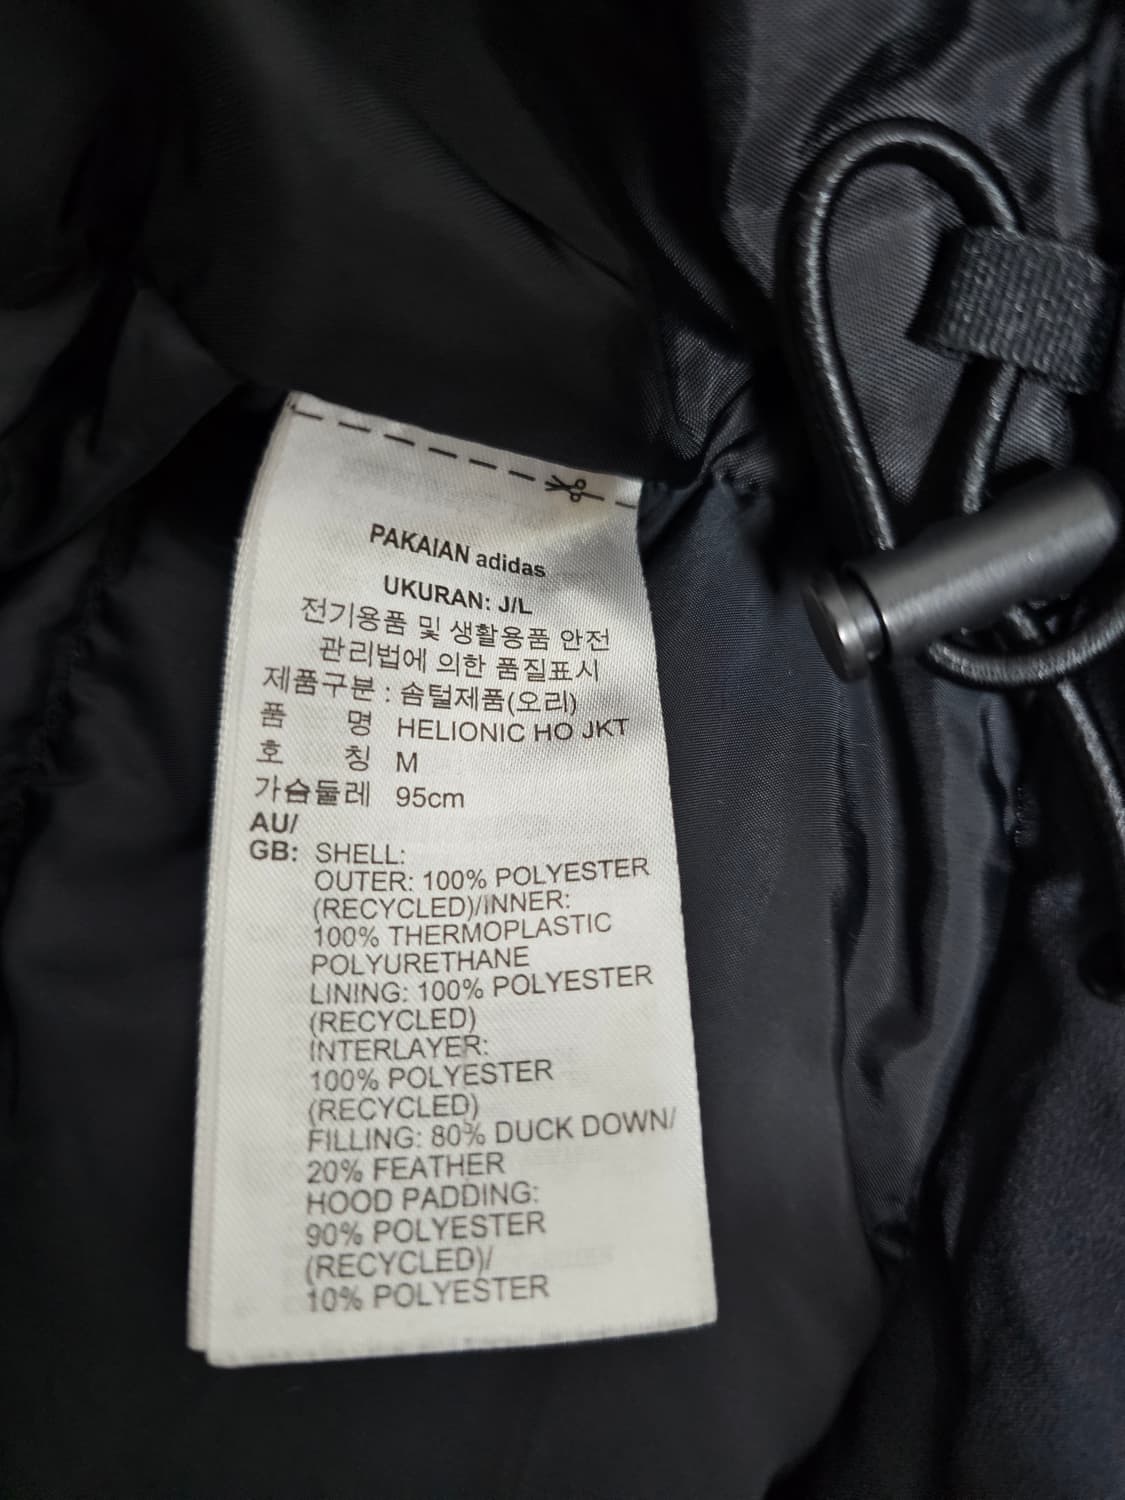 PAKAIAN adidas
UKURAN: J/L
전기용품 및 생활용품 안전
관리법에 의한 품질표시
제품구분 : 솜털제품(오리)
품 명 HELIONIC HO JKT
호 칭 M
가슴둘레 95cm
AU/
GB: SHELL:
OUTER: 100% POLYESTER
(RECYCLED)/INNER:
100% THERMOPLASTIC
POLYURETHANE
LINING: 100% POLYESTER
(RECYCLED)
INTERLAYER:
100% POLYESTER
(RECYCLED)
FILLING: 80% DUCK DOWN/
20% FEATHER
HOOD PADDING:
90% POLYESTER
(RECYCLED)/
10% POLYESTER